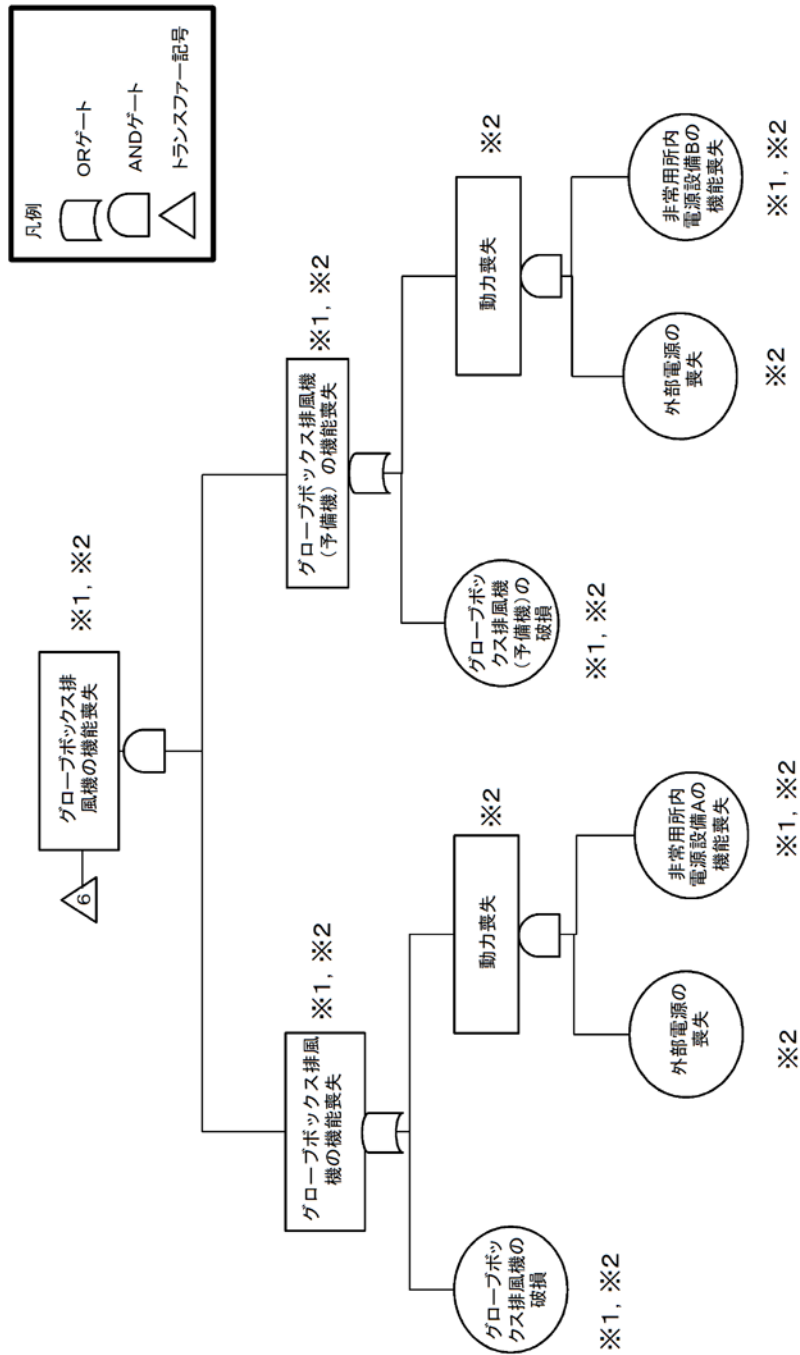 凡例
ORゲート
ANDゲート
トランスファー記号
6
グローブボックス排
風機の機能喪失
※1, ※2
グローブボックス排風
機の機能喪失
※1, ※2
グローブボックス排風機
(予備機)の機能喪失
※1, ※2
グローブボッ
クス排風機の
破損
※1, ※2
動力喪失
※2
外部電源の
喪失
※2
非常用所内
電源設備Aの
機能喪失
※1, ※2
グローブボッ
クス排風機
(予備機)の
破損
※1, ※2
動力喪失
※2
外部電源の
喪失
※2
非常用所内
電源設備Bの
機能喪失
※1, ※2